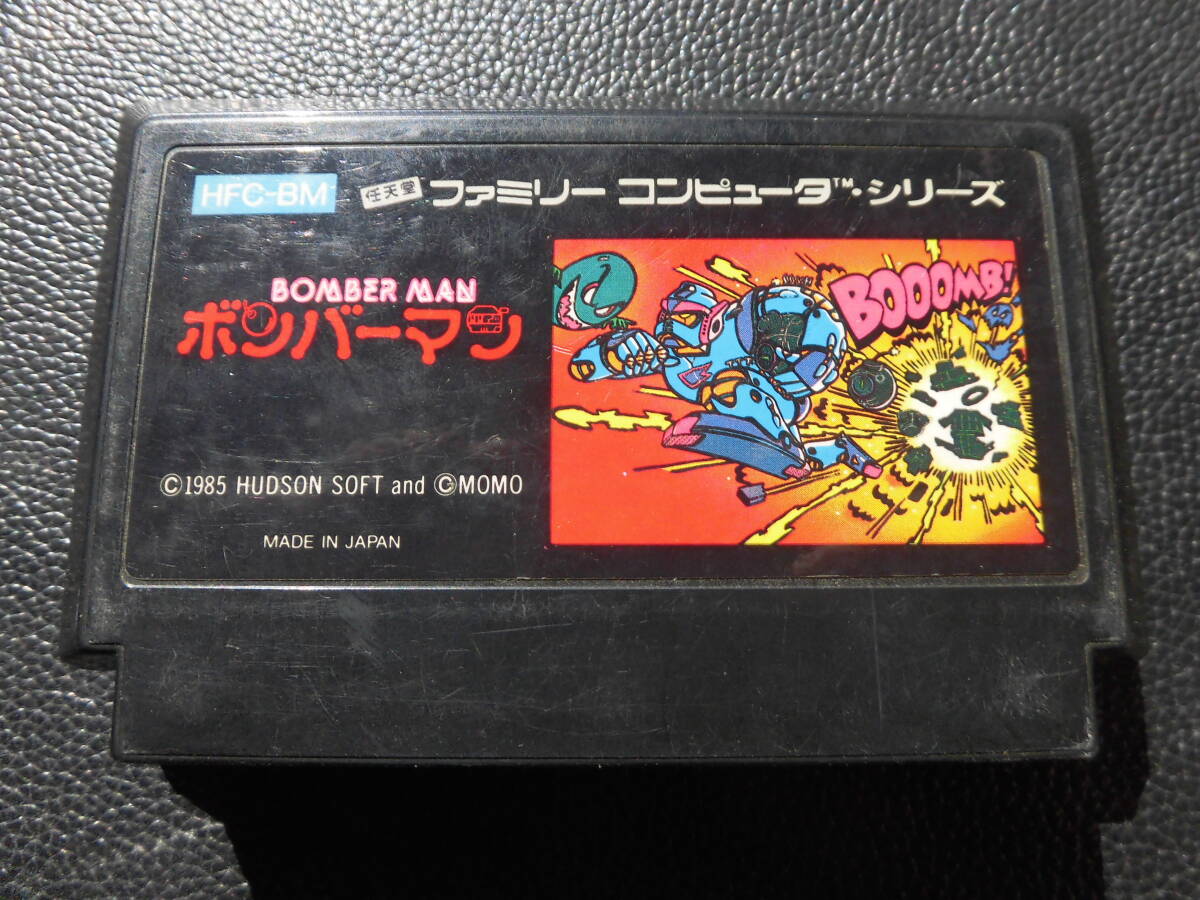 HFC-BM
任天堂 ファミリー コンピュータ™・シリーズ
BOMBER MAN
ボンバーマン
BOOOMB!
©1985 HUDSON SOFT and ©MOMO
MADE IN JAPAN